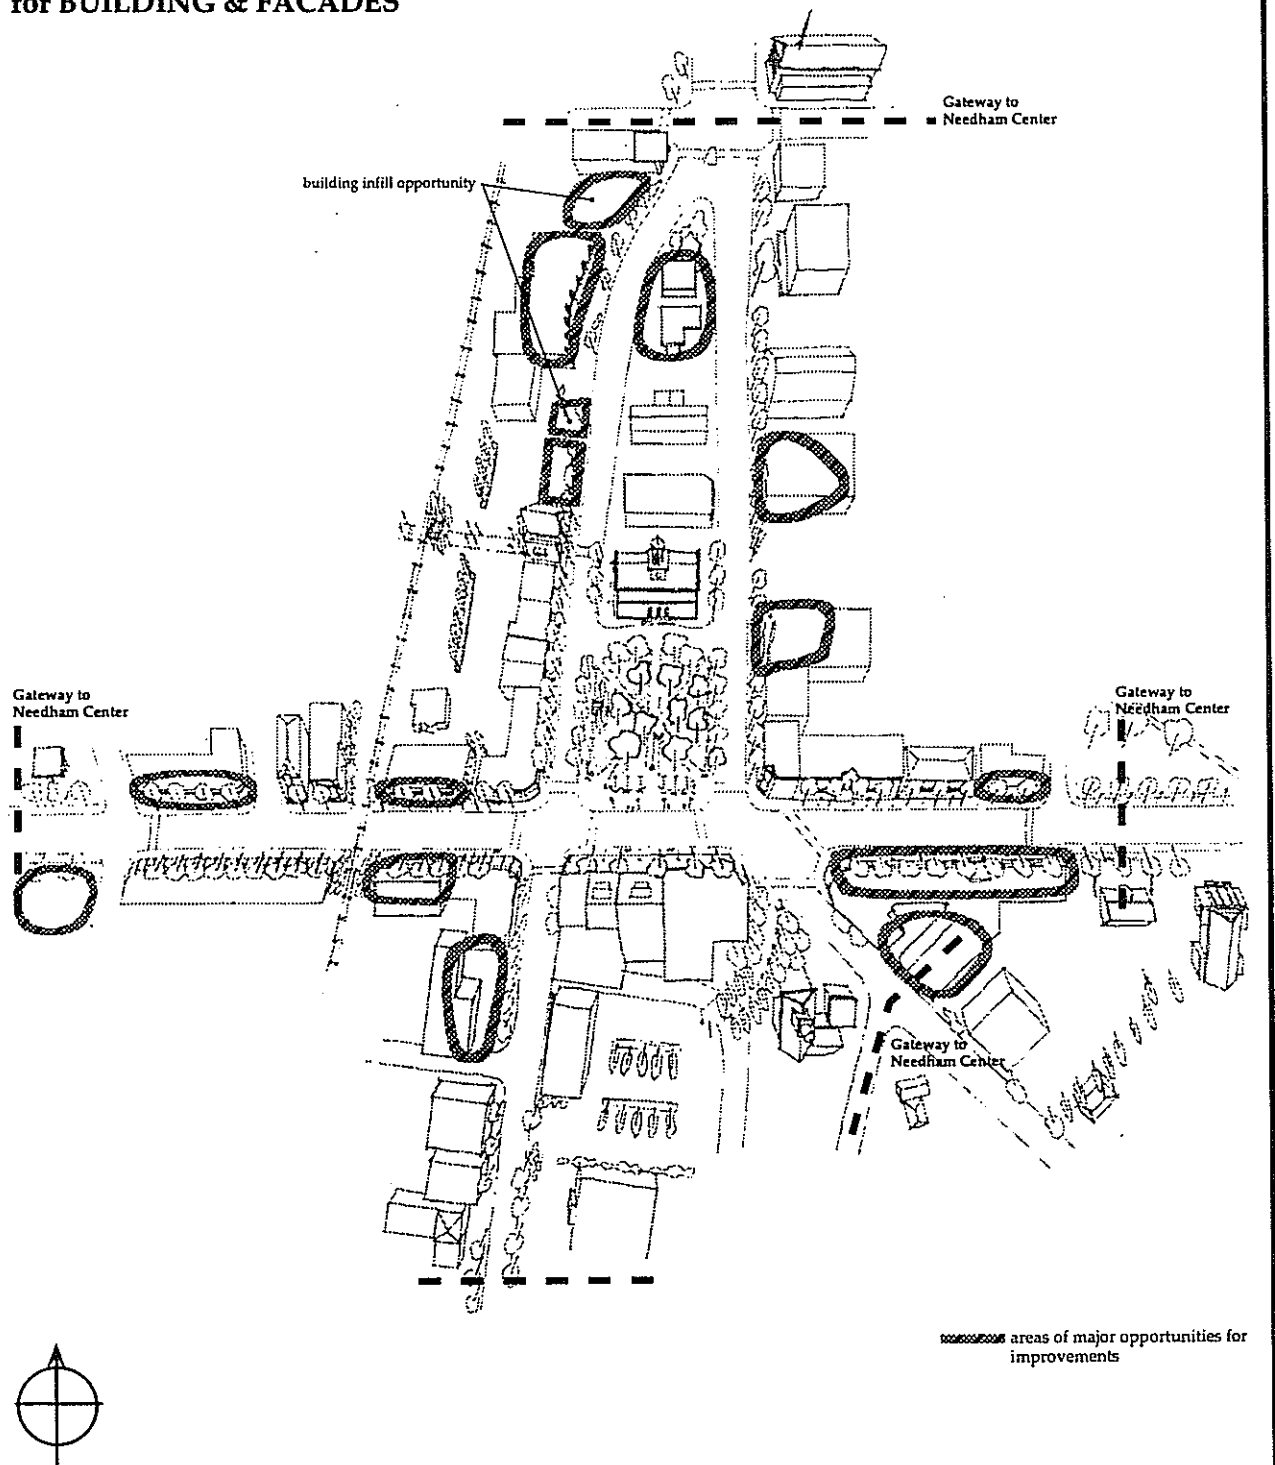 for BUILDING & FACADES
Gateway to
Needham Center
building infill opportunity
Gateway to
Needham Center
Gateway to
Needham Center
Gateway to
Needham Center
areas of major opportunities for
improvements